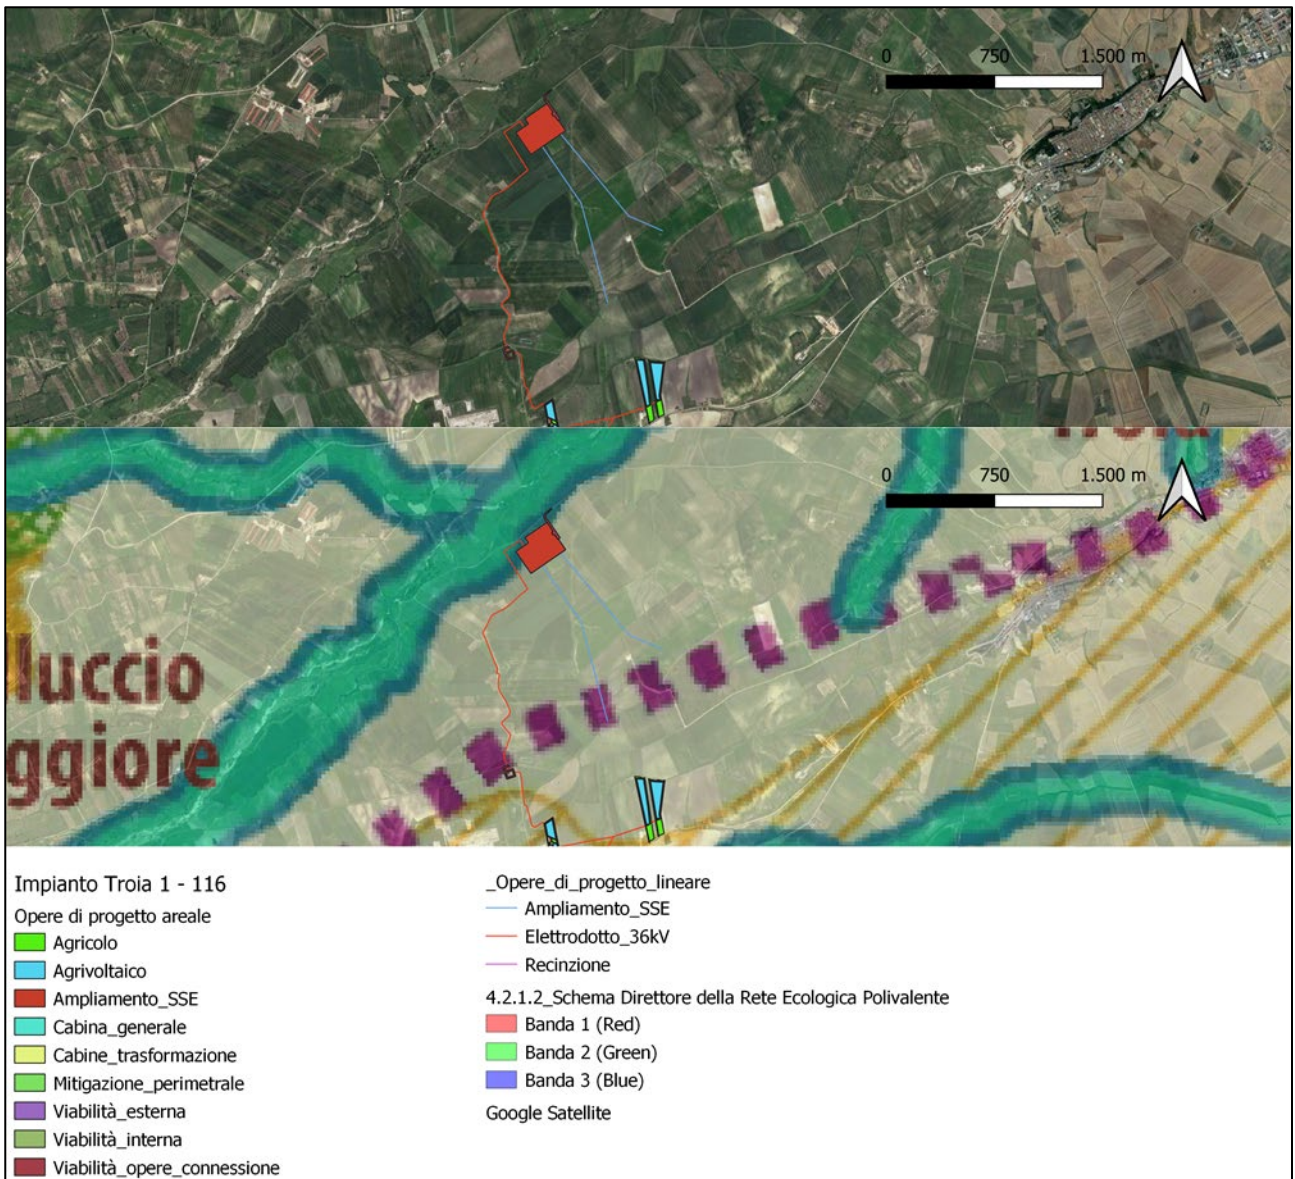 0 750 1.500 m
0 750 1.500 m
luccio
ggiore
Impianto Troia 1 - 116
Opere di progetto areale
Agricolo
Agrivoltaico
Ampliamento_SSE
Cabina_generale
Cabine_trasformazione
Mitigazione_perimetrale
Viabilità_esterna
Viabilità_interna
Viabilità_opere_connessione
_Opere_di_progetto_lineare
Ampliamento_SSE
Elettrodotto_36kV
Recinzione
4.2.1.2_Schema Direttore della Rete Ecologica Polivalente
Banda 1 (Red)
Banda 2 (Green)
Banda 3 (Blue)
Google Satellite